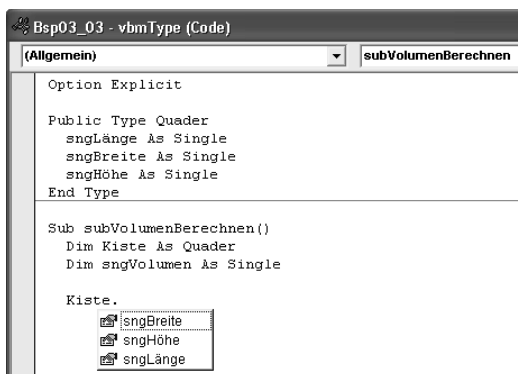 Bsp03_03 - vbmType (Code)
(Allgemein) subVolumenBerechnen
Option Explicit
Public Type Quader
sngLänge As Single
sngBreite As Single
sngHöhe As Single
End Type
Sub subVolumenBerechnen()
Dim Kiste As Quader
Dim sngVolumen As Single
Kiste.
sngBreite
sngHöhe
sngLänge